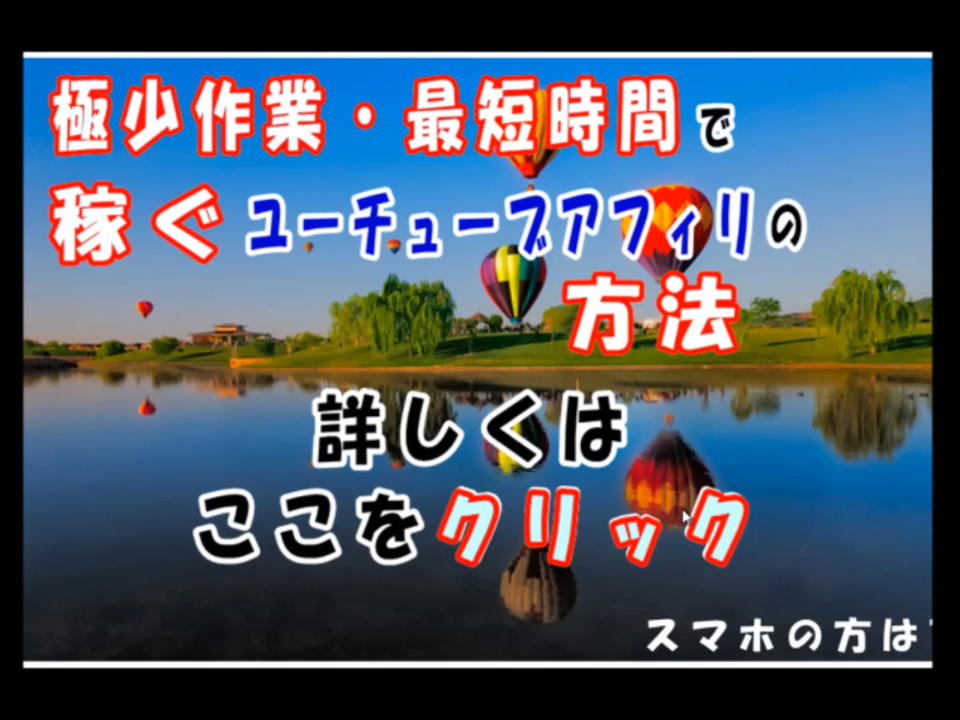 極少作業・最短時間で
稼ぐユーチューブアフィリの
方法
詳しくは
ここをクリック
スマホの方は